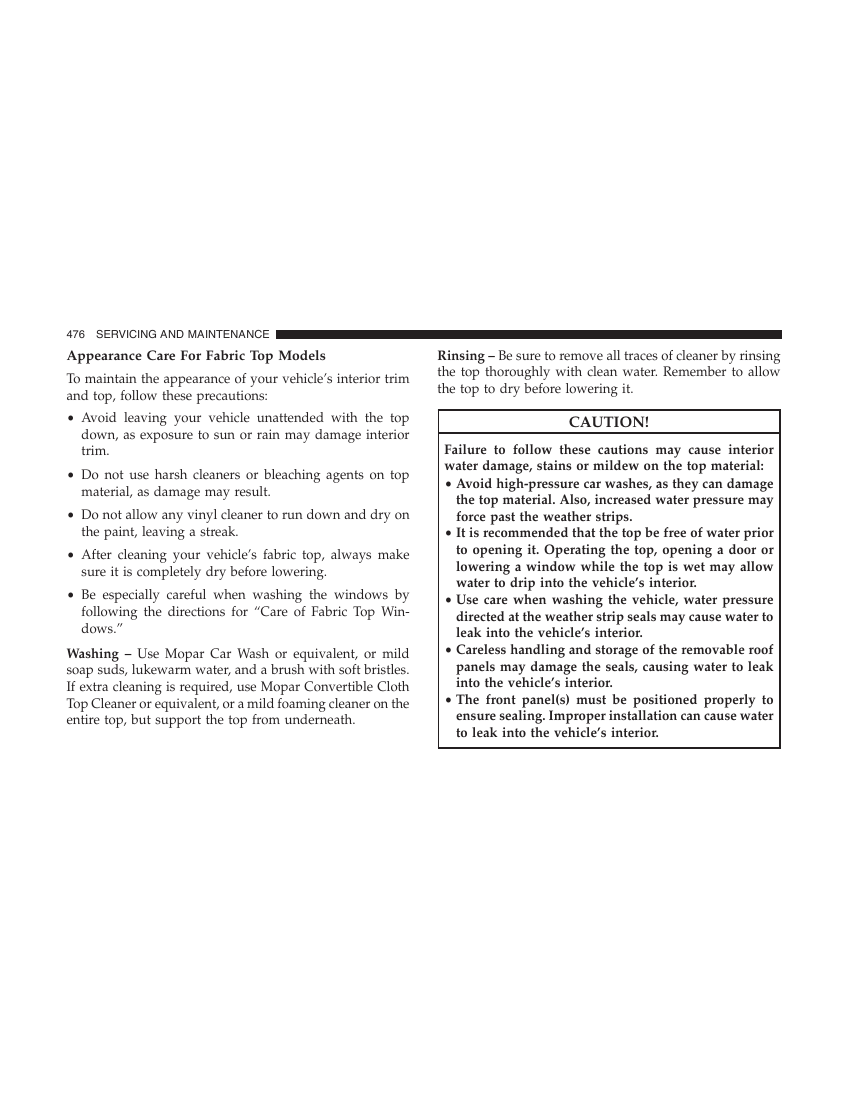 476 SERVICING AND MAINTENANCE
Appearance Care For Fabric Top Models
To maintain the appearance of your vehicle’s interior trim
and top, follow these precautions:
• Avoid leaving your vehicle unattended with the top
down, as exposure to sun or rain may damage interior
trim.
• Do not use harsh cleaners or bleaching agents on top
material, as damage may result.
• Do not allow any vinyl cleaner to run down and dry on
the paint, leaving a streak.
• After cleaning your vehicle’s fabric top, always make
sure it is completely dry before lowering.
• Be especially careful when washing the windows by
following the directions for “Care of Fabric Top Win-
dows.”
Washing – Use Mopar Car Wash or equivalent, or mild
soap suds, lukewarm water, and a brush with soft bristles.
If extra cleaning is required, use Mopar Convertible Cloth
Top Cleaner or equivalent, or a mild foaming cleaner on the
entire top, but support the top from underneath.
Rinsing – Be sure to remove all traces of cleaner by rinsing
the top thoroughly with clean water. Remember to allow
the top to dry before lowering it.
CAUTION!
Failure to follow these cautions may cause interior
water damage, stains or mildew on the top material:
• Avoid high-pressure car washes, as they can damage
the top material. Also, increased water pressure may
force past the weather strips.
• It is recommended that the top be free of water prior
to opening it. Operating the top, opening a door or
lowering a window while the top is wet may allow
water to drip into the vehicle’s interior.
• Use care when washing the vehicle, water pressure
directed at the weather strip seals may cause water to
leak into the vehicle’s interior.
• Careless handling and storage of the removable roof
panels may damage the seals, causing water to leak
into the vehicle’s interior.
• The front panel(s) must be positioned properly to
ensure sealing. Improper installation can cause water
to leak into the vehicle’s interior.